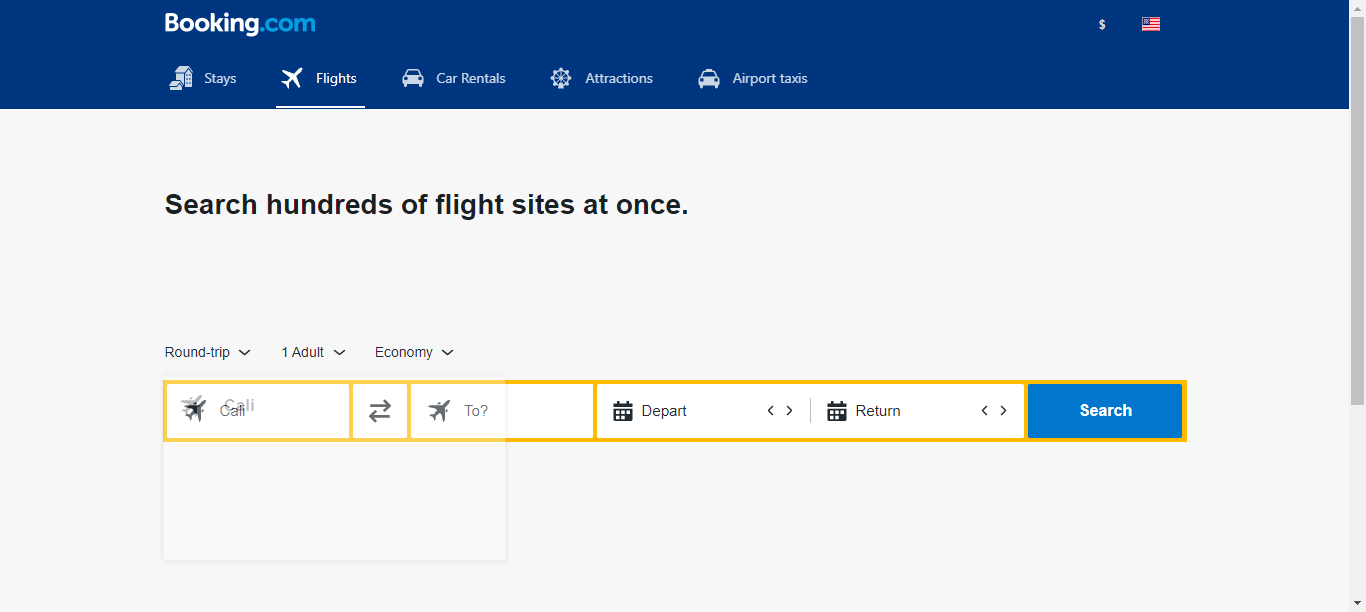 Booking.com
$
Stays Flights Car Rentals Attractions Airport taxis
Search hundreds of flight sites at once.
Round-trip 1 Adult Economy
Cali Cali To? Depart Return Search